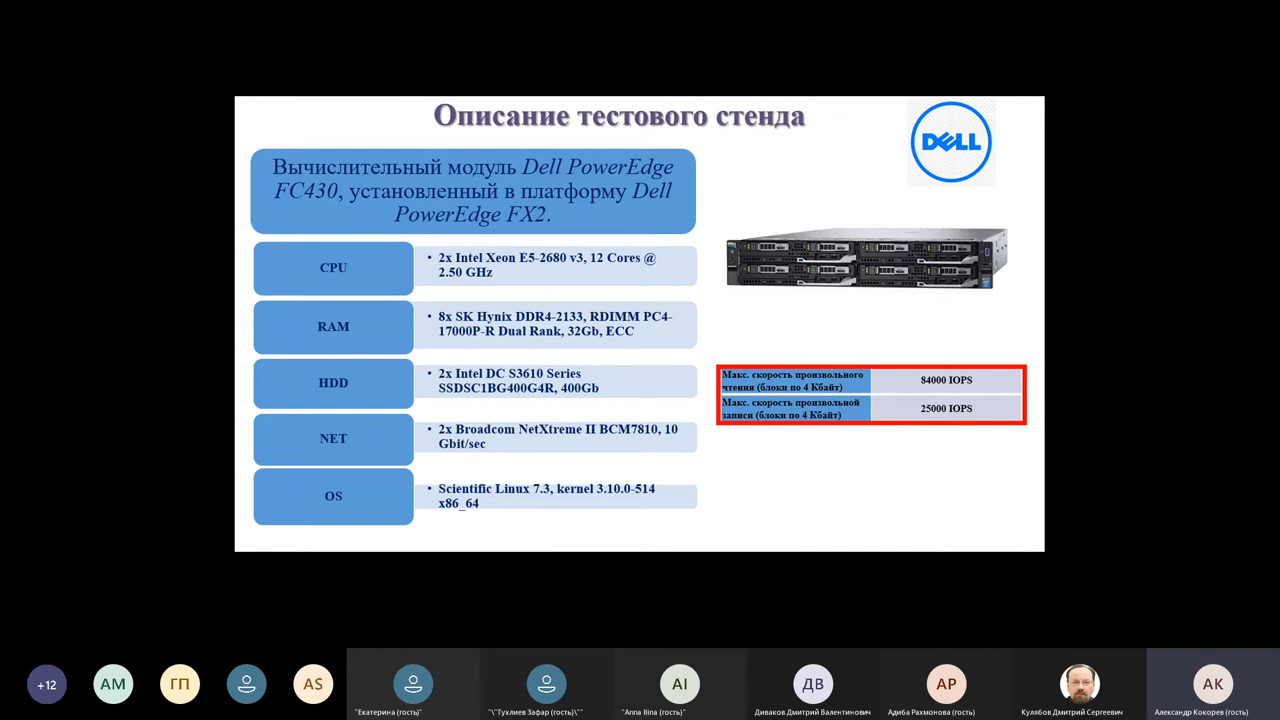 Описание тестового стенда
DELL
Вычислительный модуль Dell PowerEdge
FC430, установленный в платформу Dell
PowerEdge FX2.
CPU
• 2x Intel Xeon E5-2680 v3, 12 Cores @
2.50 GHz
RAM
• 8x SK Hynix DDR4-2133, RDIMM PC4-
17000P-R Dual Rank, 32Gb, ECC
HDD
• 2x Intel DC S3610 Series
SSDSC1BG400G4R, 400Gb
NET
• 2x Broadcom NetXtreme II BCM7810, 10
Gbit/sec
OS
• Scientific Linux 7.3, kernel 3.10.0-514
x86_64
Макс. скорость произвольного
чтения (блоки по 4 Кбайт)
84000 IOPS
Макс. скорость произвольной
записи (блоки по 4 Кбайт)
25000 IOPS
+12
AM
ГП
AS
"Екатерина (гость)"
"\"Тухлиев Зафар (гость)\""
AI
"Anna Ilina (гость)"
ДВ
Диваков Дмитрий Валентинович
АР
Адиба Рахмонова (гость)
Кулябов Дмитрий Сергеевич
АК
Александр Кокорев (гость)